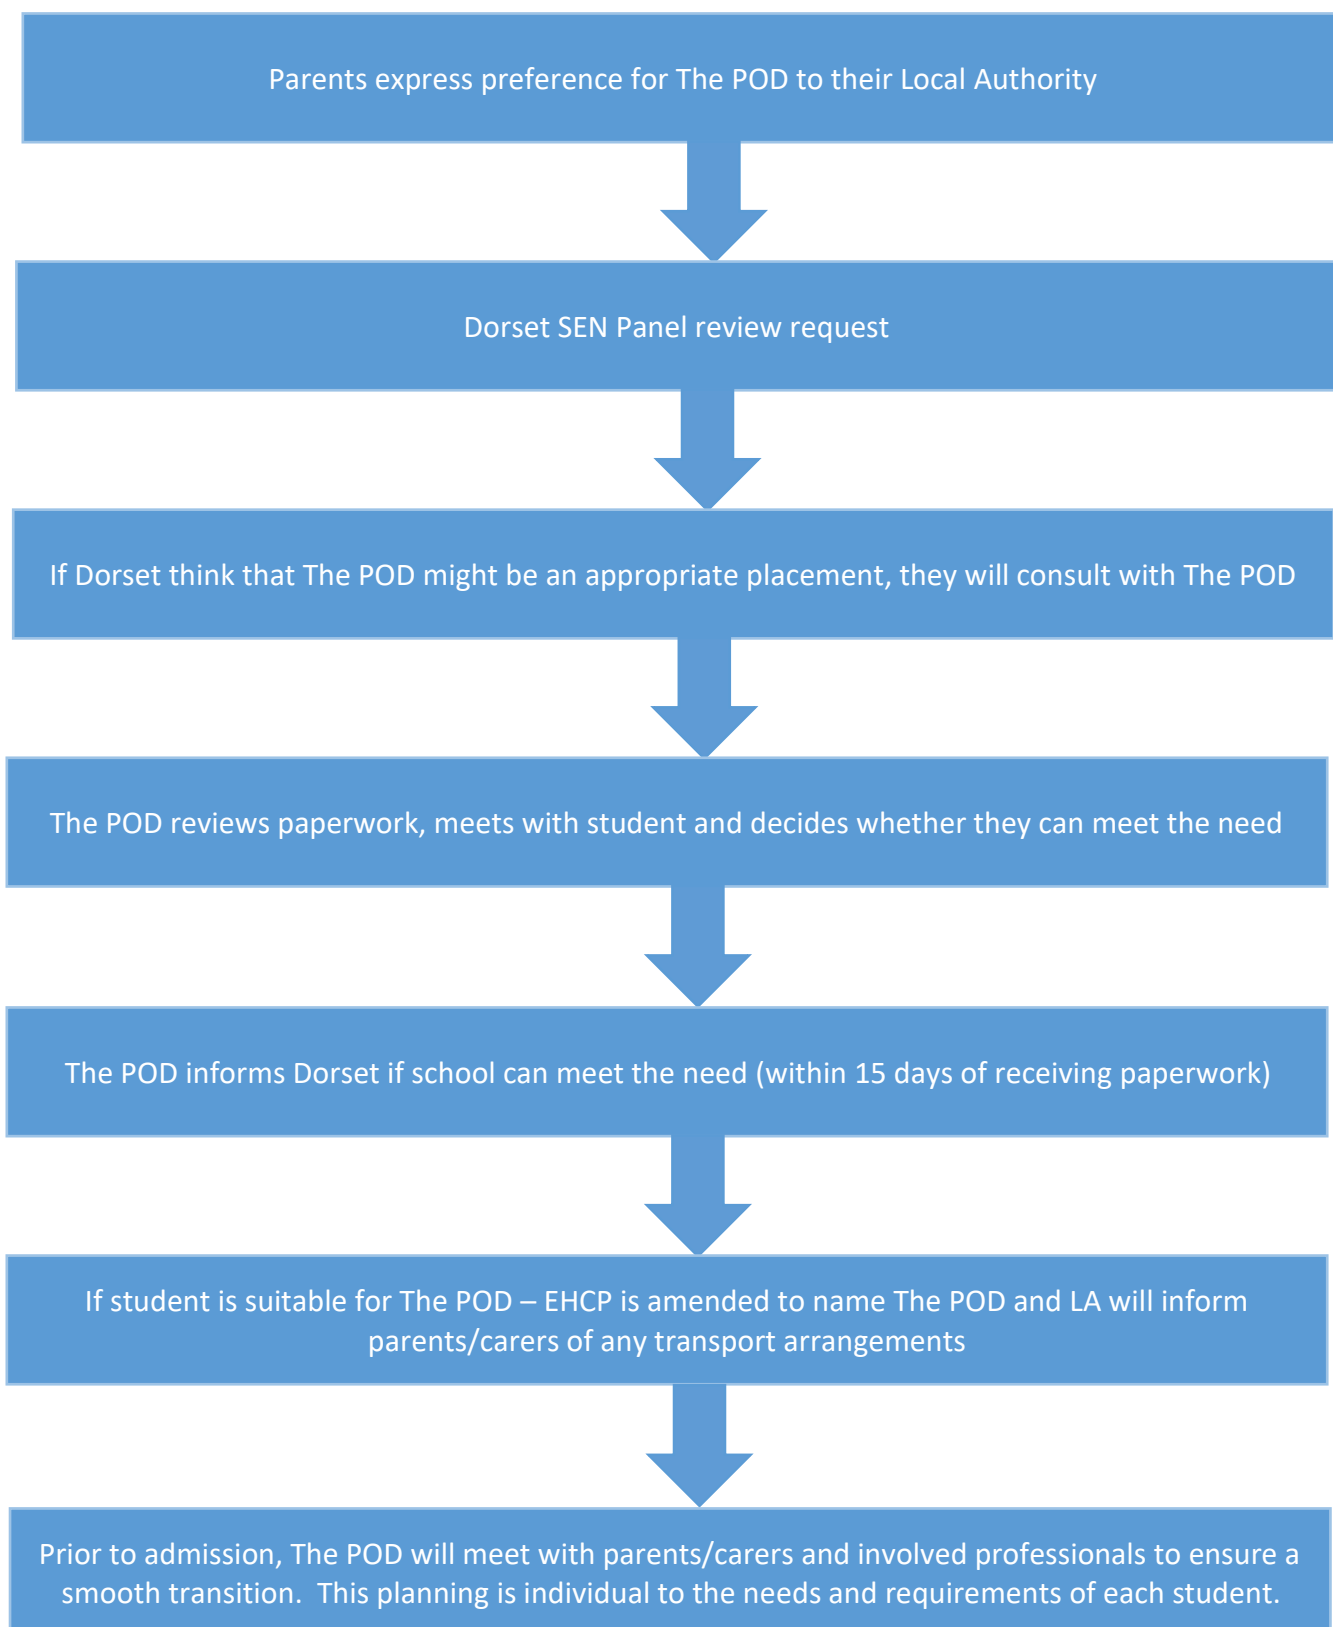 Parents express preference for The POD to their Local Authority
Dorset SEN Panel review request
If Dorset think that The POD might be an appropriate placement, they will consult with The POD
The POD reviews paperwork, meets with student and decides whether they can meet the need
The POD informs Dorset if school can meet the need (within 15 days of receiving paperwork)
If student is suitable for The POD – EHCP is amended to name The POD and LA will inform
parents/carers of any transport arrangements
Prior to admission, The POD will meet with parents/carers and involved professionals to ensure a
smooth transition.  This planning is individual to the needs and requirements of each student.